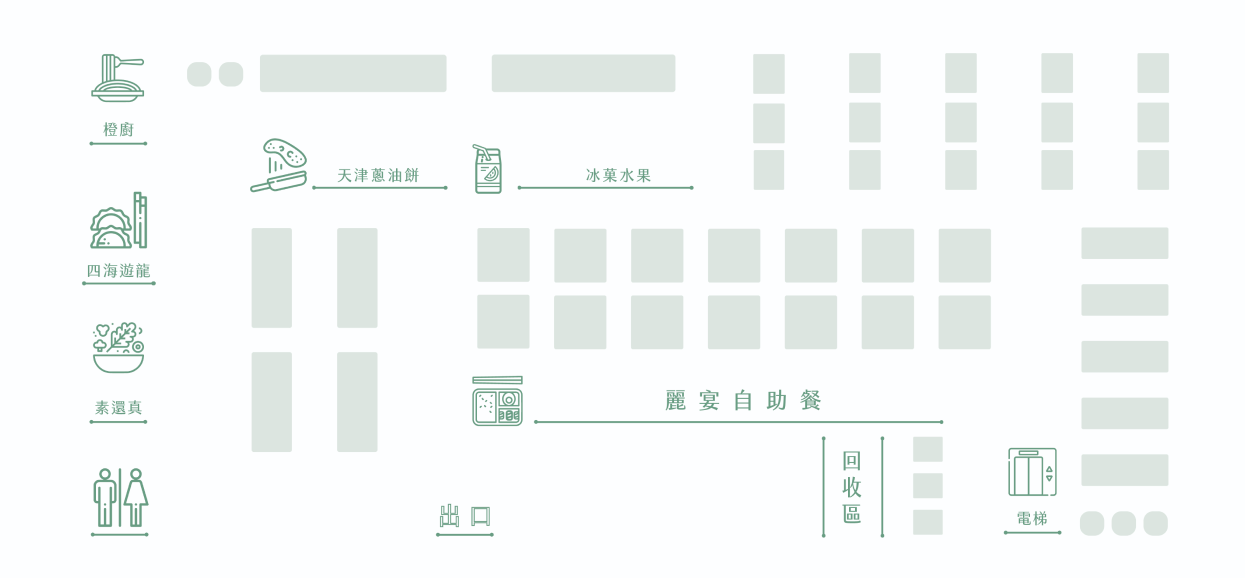 橙廚
天津蔥油餅
冰菓水果
四海遊龍
素還真
麗宴自助餐
回收區
出口
電梯